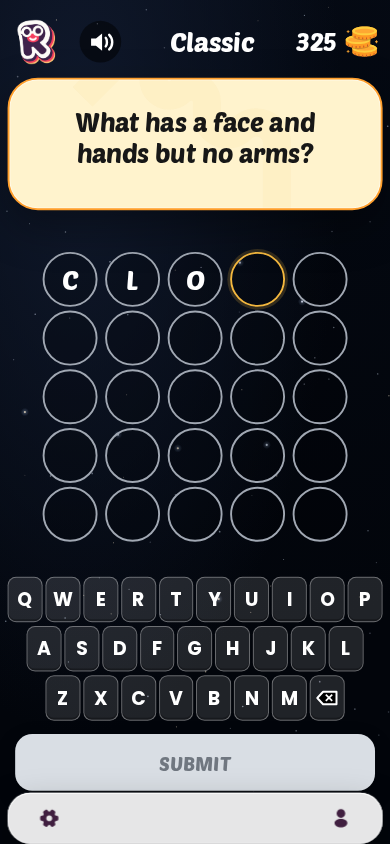 R
Classic
325
What has a face and
hands but no arms?
C L O
Q W E R T Y U I O P
A S D F G H J K L
Z X C V B N M
SUBMIT